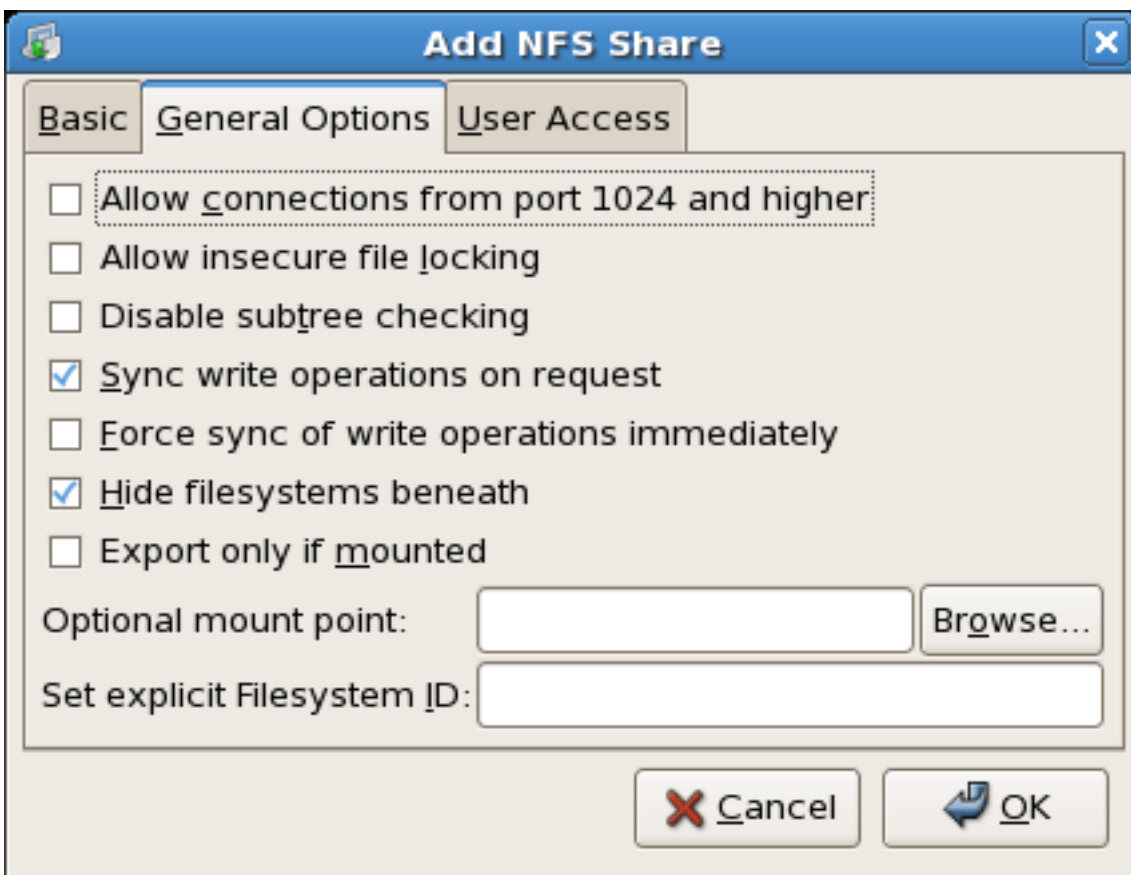 Add NFS Share
Basic General Options User Access
Allow connections from port 1024 and higher
Allow insecure file locking
Disable subtree checking
Sync write operations on request
Force sync of write operations immediately
Hide filesystems beneath
Export only if mounted
Optional mount point: Browse...
Set explicit Filesystem ID:
Cancel OK